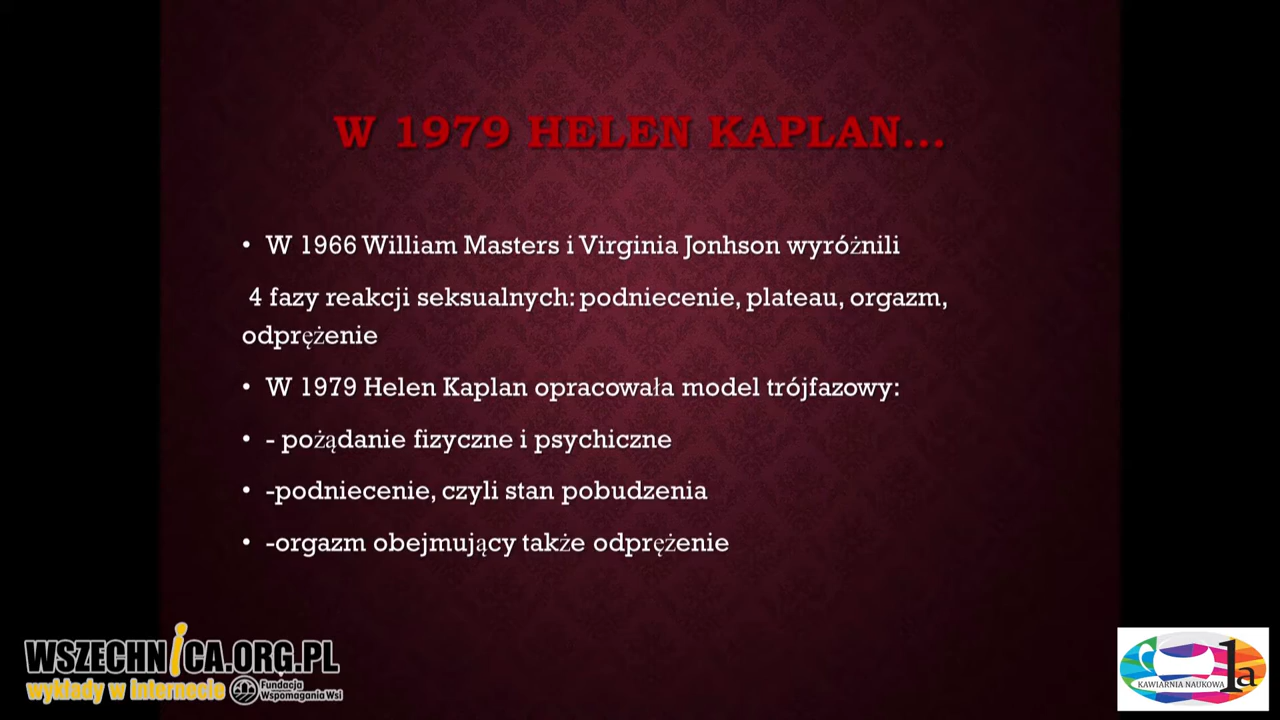 W 1979 HELEN KAPLAN...
• W 1966 William Masters i Virginia Jonhson wyróżnili
4 fazy reakcji seksualnych: podniecenie, plateau, orgazm,
odprężenie
• W 1979 Helen Kaplan opracowała model trójfazowy:
• - pożądanie fizyczne i psychiczne
• -podniecenie, czyli stan pobudzenia
• -orgazm obejmujący także odprężenie
WSZECHNICA.ORG.PL
wykłady w internecie
Fundacja
Wspomagania Wsi
KAWIARNIA NAUKOWA
1a